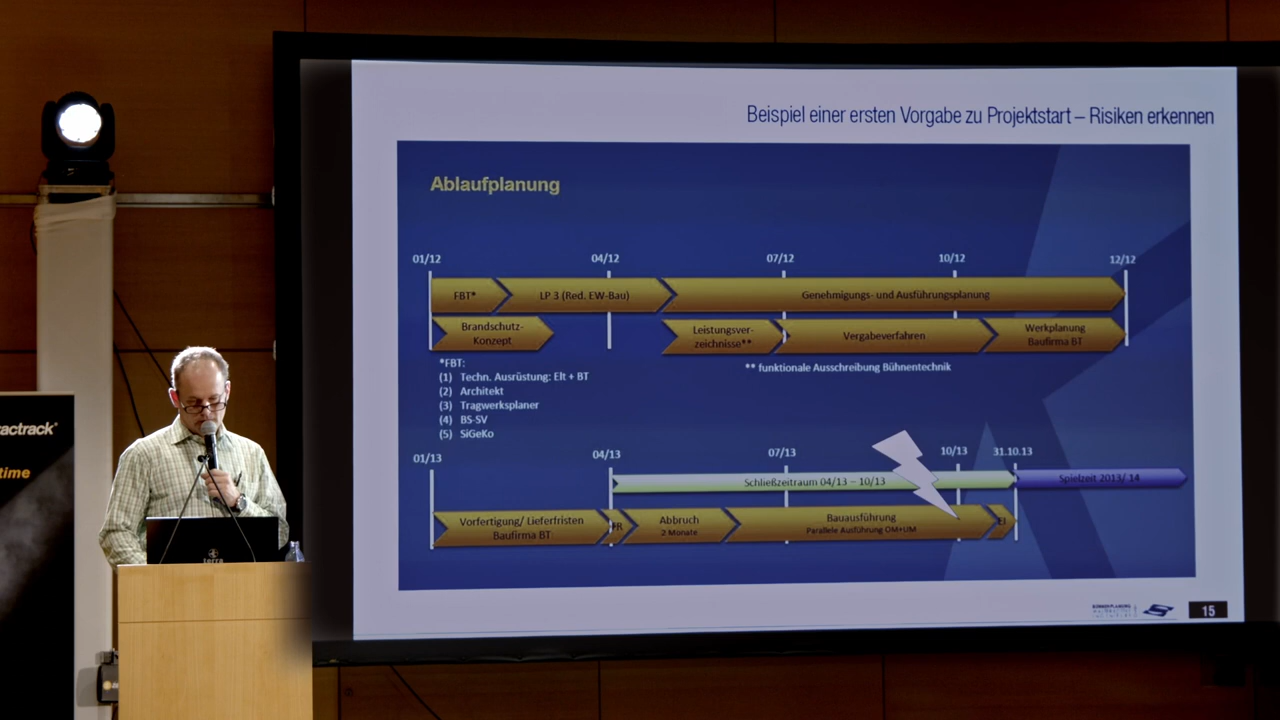 Beispiel einer ersten Vorgabe zu Projektstart – Risiken erkennen
Ablaufplanung
01/12 04/12 07/12 10/12 12/12
FBT* LP 3 (Red. EW-Bau) Genehmigungs- und Ausführungsplanung
Brandschutz-
Konzept
Leistungsver-
zeichnisse**
Vergabeverfahren
Werkplanung
Baufirma BT
*FBT:
(1) Techn. Ausrüstung: Elt + BT
(2) Architekt
(3) Tragwerksplaner
(4) BS-SV
(5) SiGeKo
** funktionale Ausschreibung Bühnentechnik
01/13 04/13 07/13 10/13 31.10.13
Schließzeitraum 04/13 – 10/13
Spielzeit 2013/ 14
Vorfertigung/ Lieferfristen
Baufirma BT
Abbruch
2 Monate
Bauausführung
Parallele Ausführung OM+UM
15
actrack
time
terra